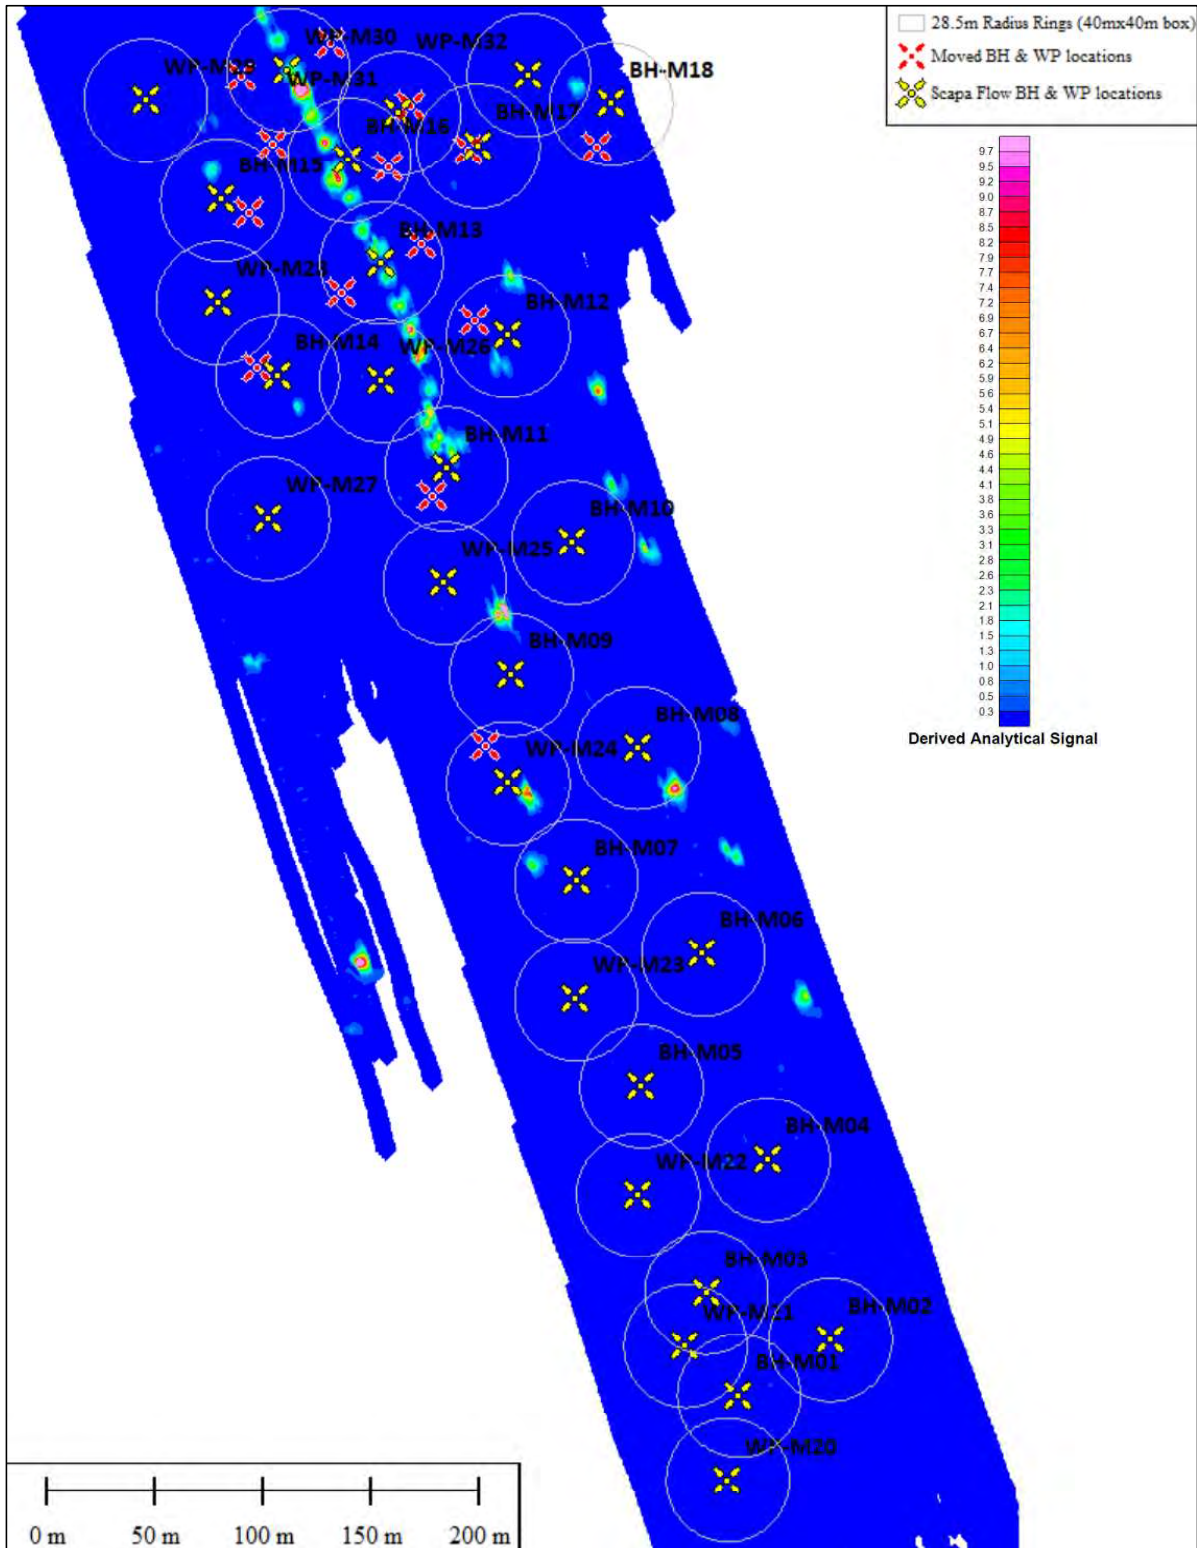 28.5m Radius Rings (40mx40m box)
Moved BH & WP locations
Scapa Flow BH & WP locations
WP-M30
WP-M32
WP-M29
WP-M31
BH-M18
BH-M17
BH-M16
BH-M15
BH-M13
WP-M28
BH-M12
BH-M14
WP-M26
BH-M11
WP-M27
BH-M10
WP-M25
BH-M09
BH-M08
WP-M24
BH-M07
BH-M06
WP-M23
BH-M05
BH-M04
WP-M22
BH-M03
WP-M21
BH-M02
BH-M01
WP-M20
9.7
9.5
9.2
9.0
8.7
8.5
8.2
7.9
7.7
7.4
7.2
6.9
6.7
6.4
6.2
5.9
5.6
5.4
5.1
4.9
4.6
4.4
4.1
3.8
3.6
3.3
3.1
2.8
2.6
2.3
2.1
1.8
1.5
1.3
1.0
0.8
0.5
0.3
Derived Analytical Signal
0 m 50 m 100 m 150 m 200 m